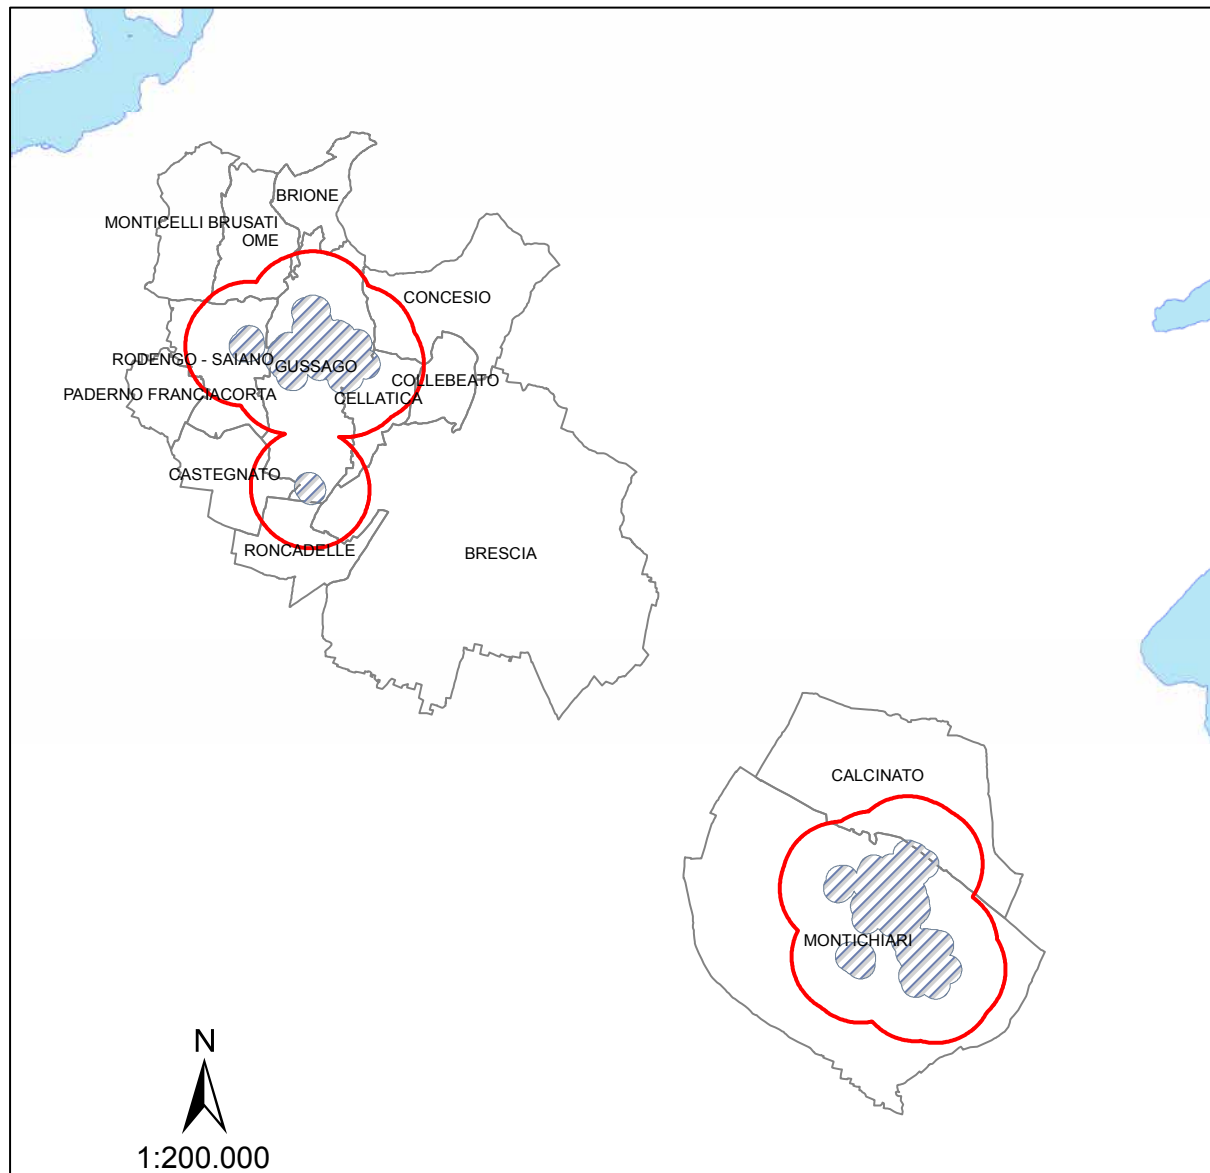 BRIONE
MONTICELLI BRUSATI
OME
CONCESIO
RODENGO - SAIANO
GUSSAGO
COLLEBEATO
PADERNO FRANCIACORTA
CELLATICA
CASTEGNATO
RONCADELLE
BRESCIA
CALCINATO
MONTICHIARI
N
1:200.000